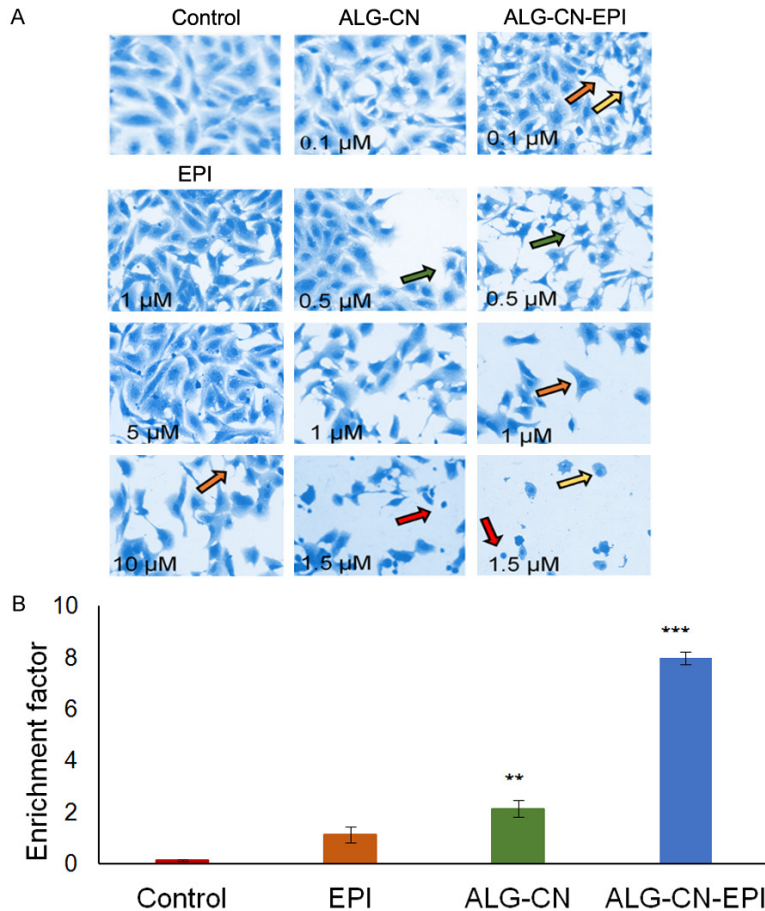 A
Control ALG-CN ALG-CN-EPI
0.1 µM 0.1 µM
EPI
1 µM 0.5 µM 0.5 µM
5 µM 1 µM 1 µM
10 µM 1.5 µM 1.5 µM
B
10
***
8
6
4
**
2
0
Enrichment factor
Control EPI ALG-CN ALG-CN-EPI